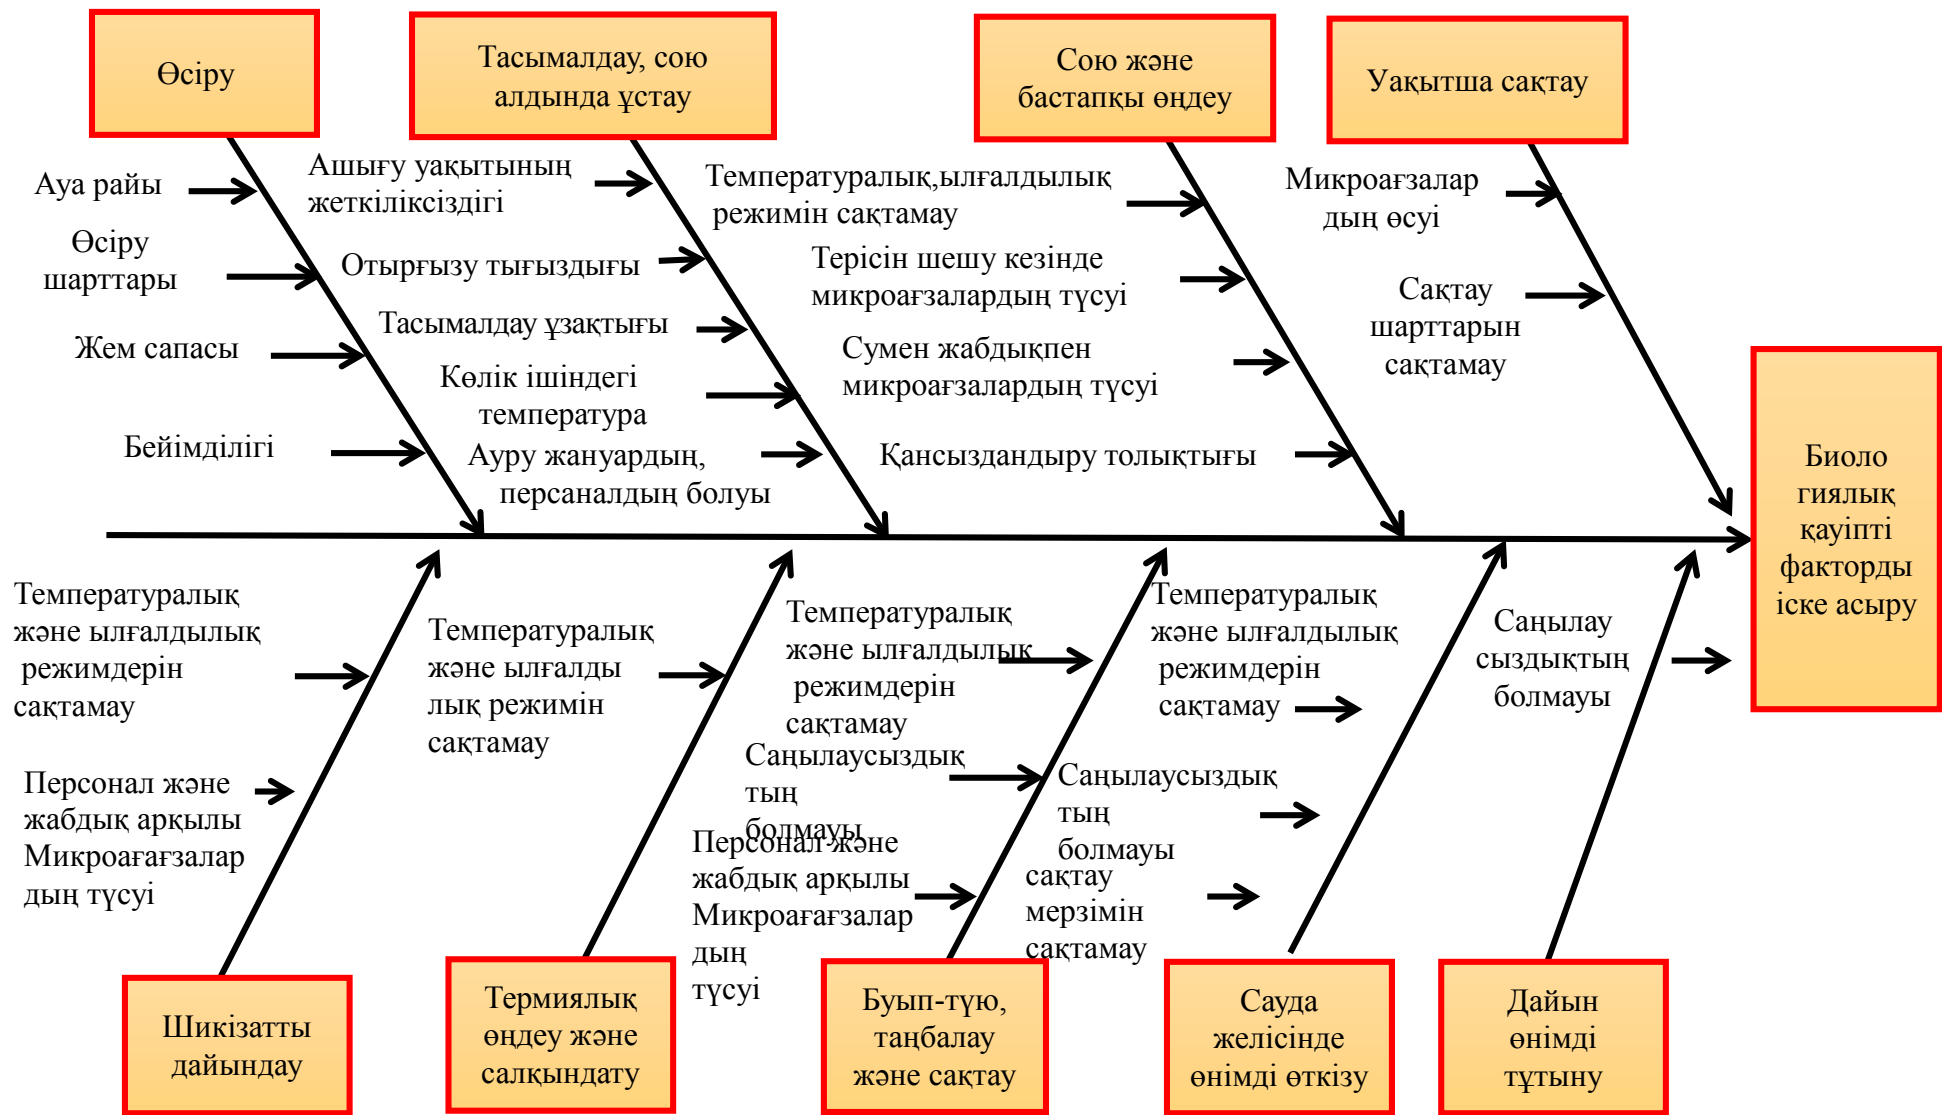 Өсіру
Тасымалдау, сою
алдында ұстау
Сою және
бастапқы өңдеу
Уақытша сақтау
Ауа райы
Өсіру
шарттары
Жем сапасы
Бейімділігі
Ашығу уақытының
жеткіліксіздігі
Отырғызу тығыздығы
Тасымалдау ұзақтығы
Көлік ішіндегі
температура
Ауру жануардың,
персаналдың болуы
Температуралық,ылғалдылық
режимін сақтамау
Терісін шешу кезінде
микроағзалардың түсуі
Сумен жабдықпен
микроағзалардың түсуі
Қансыздандыру толықтығы
Микроағзалар
дың өсуі
Сақтау
шарттарын
сақтамау
Биоло
гиялық
қауіпті
факторды
іске асыру
Температуралық
және ылғалдылық
режимдерін
сақтамау
Персонал және
жабдық арқылы
Микроағағзалар
дың түсуі
Температуралық
және ылғалды
лық режимін
сақтамау
Температуралық
және ылғалдылық
режимдерін
сақтамау
Саңылаусыздық
тың
болмауы
Персонал және
жабдық арқылы
Микроағағзалар
дың
түсуі
Температуралық
және ылғалдылық
режимдерін
сақтамау
Саңылаусыздық
тың
болмауы
сақтау
мерзімін
сақтамау
Саңылау
сыздықтың
болмауы
Шикізатты
дайындау
Термиялық
өңдеу және
салқындату
Буып-түю,
таңбалау
және сақтау
Сауда
желісінде
өнімді өткізу
Дайын
өнімді
тұтыну